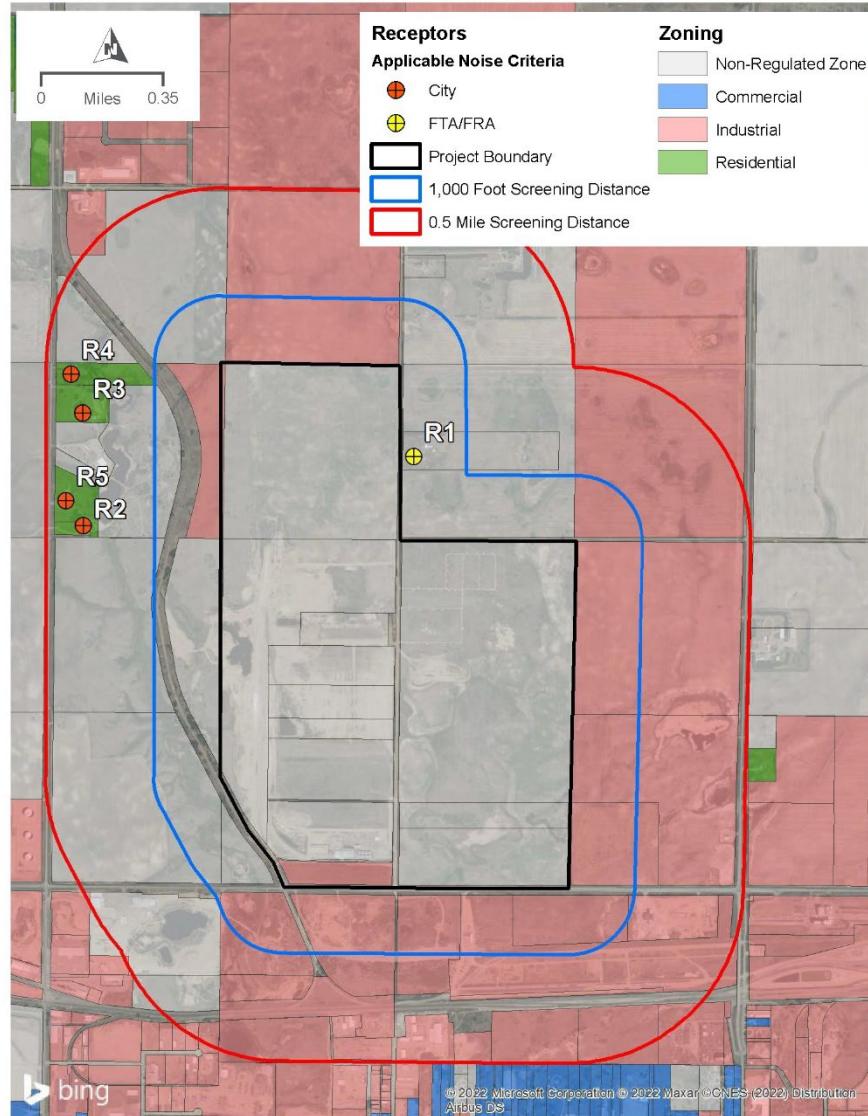 N
0 Miles 0.35
Receptors
Applicable Noise Criteria
City
FTA/FRA
Project Boundary
1,000 Foot Screening Distance
0.5 Mile Screening Distance
Zoning
Non-Regulated Zone
Commercial
Industrial
Residential
R4
R3
R1
R5
R2
bing
© 2022 Microsoft Corporation © 2022 Maxar ©CNES (2022) Distribution
Airbus DS